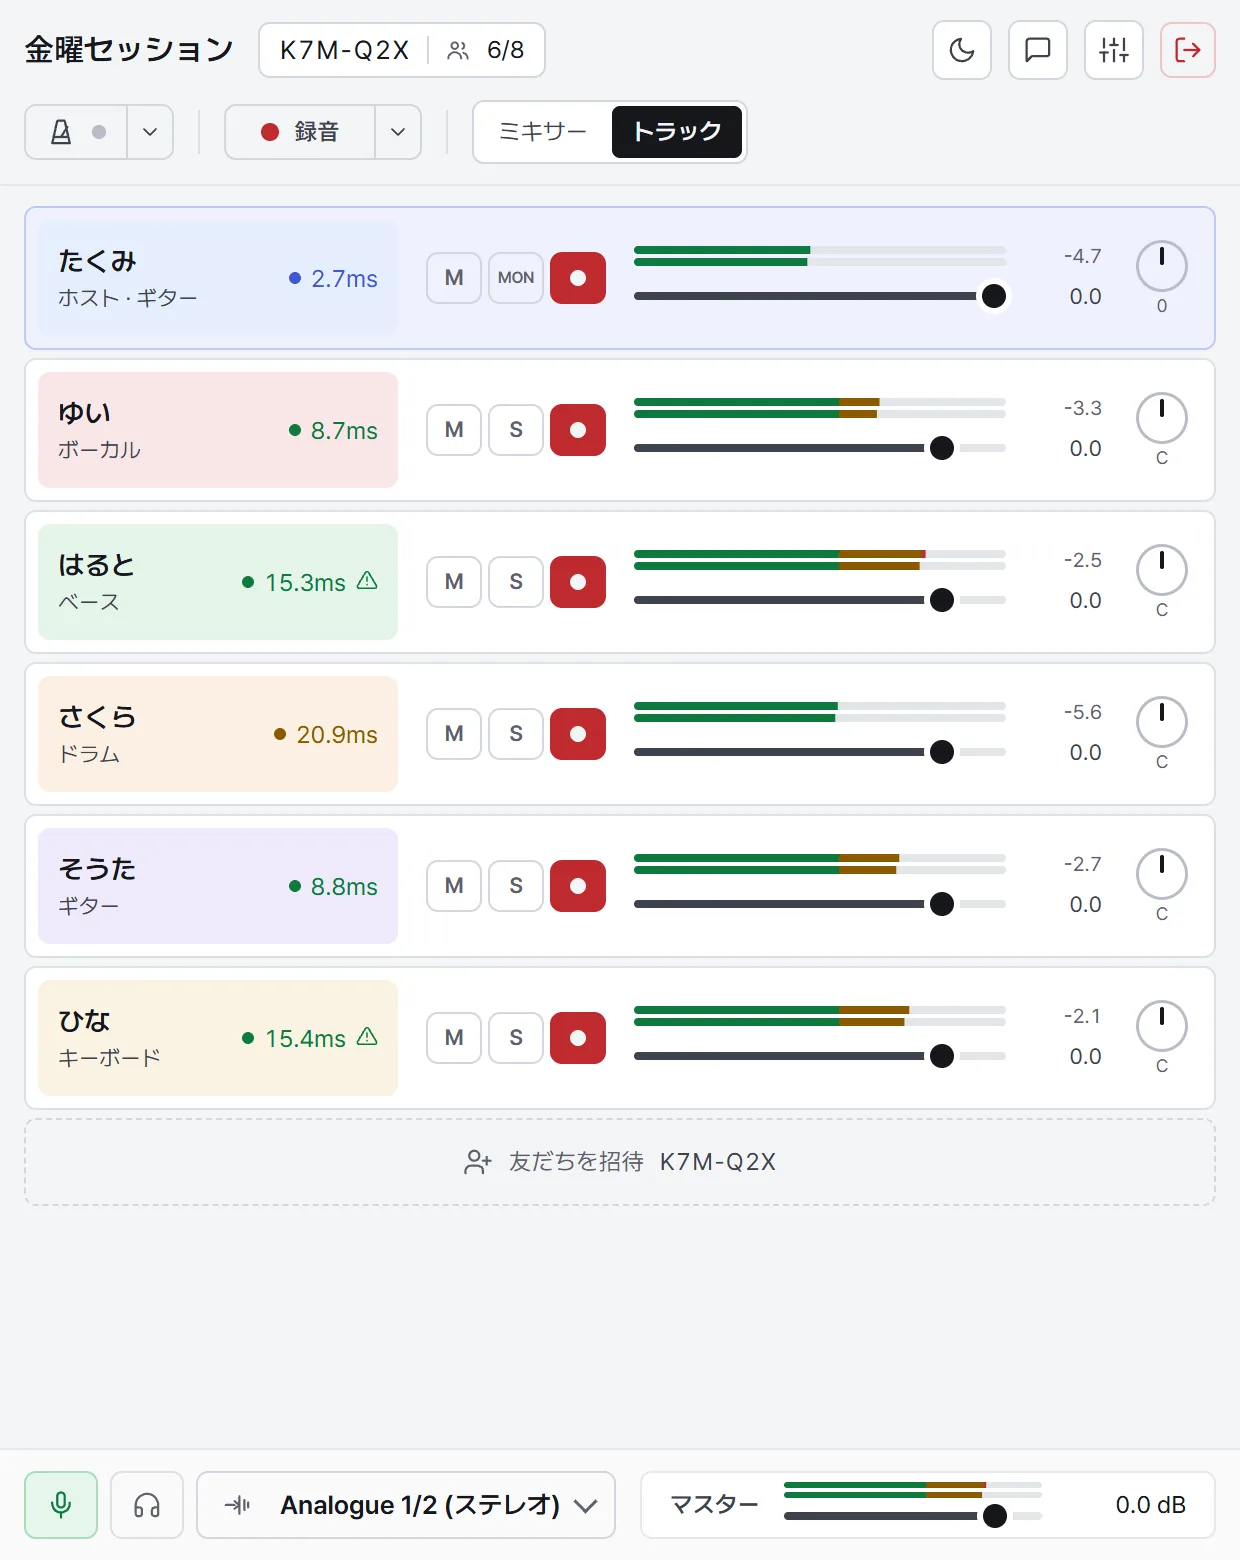 金曜セッション
K7M-Q2X 6/8
録音
ミキサー トラック
たくみ
ホスト · ギター
2.7ms
M MON
-4.7
0.0
0
ゆい
ボーカル
8.7ms
M S
-3.3
0.0
C
はると
ベース
15.3ms
M S
-2.5
0.0
C
さくら
ドラム
20.9ms
M S
-5.6
0.0
C
そうた
ギター
8.8ms
M S
-2.7
0.0
C
ひな
キーボード
15.4ms
M S
-2.1
0.0
C
友だちを招待 K7M-Q2X
Analogue 1/2 (ステレオ)
マスター
0.0 dB